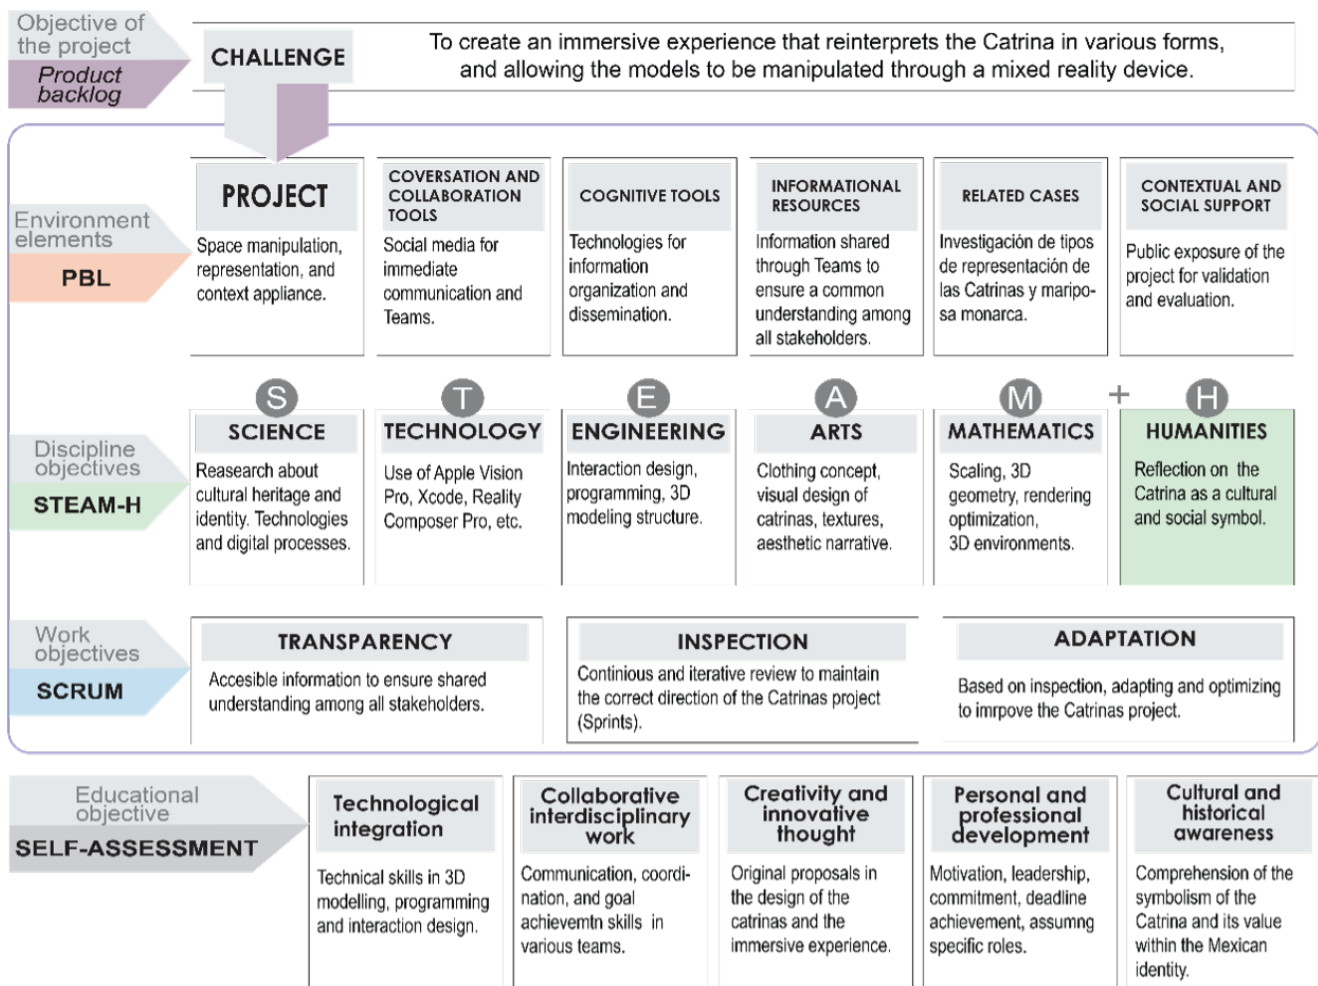 Objective of
the project
Product
backlog
CHALLENGE
To create an immersive experience that reinterprets the Catrina in various forms,
and allowing the models to be manipulated through a mixed reality device.
Environment
elements
PBL
PROJECT
Space manipulation,
representation, and
context appliance.
COVERSATION AND
COLLABORATION
TOOLS
Social media for
immediate
communication and
Teams.
COGNITIVE TOOLS
Technologies for
information
organization and
dissemination.
INFORMATIONAL
RESOURCES
Information shared
through Teams to
ensure a common
understanding among
all stakeholders.
RELATED CASES
Investigación de tipos
de representación de
las Catrinas y maripo-
sa monarca.
CONTEXTUAL AND
SOCIAL SUPPORT
Public exposure of the
project for validation
and evaluation.
Discipline
objectives
STEAM-H
S
SCIENCE
Reasearch about
cultural heritage and
identity. Technologies
and digital processes.
T
TECHNOLOGY
Use of Apple Vision
Pro, Xcode, Reality
Composer Pro, etc.
E
ENGINEERING
Interaction design,
programming, 3D
modeling structure.
A
ARTS
Clothing concept,
visual design of
catrinas, textures,
aesthetic narrative.
M
MATHEMATICS
Scaling, 3D
geometry, rendering
optimization,
3D environments.
+
H
HUMANITIES
Reflection on the
Catrina as a cultural
and social symbol.
Work
objectives
SCRUM
TRANSPARENCY
Accesible information to ensure shared
understanding among all stakeholders.
INSPECTION
Continious and iterative review to maintain
the correct direction of the Catrinas project
(Sprints).
ADAPTATION
Based on inspection, adapting and optimizing
to imrpove the Catrinas project.
Educational
objective
SELF-ASSESSMENT
Technological
integration
Technical skills in 3D
modelling, programming
and interaction design.
Collaborative
interdisciplinary
work
Communication, coordi-
nation, and goal
achievemtn skills in
various teams.
Creativity and
innovative
thought
Original proposals in
the design of the
catrinas and the
immersive experience.
Personal and
professional
development
Motivation, leadership,
commitment, deadline
achievement, assumng
specific roles.
Cultural and
historical
awareness
Comprehension of the
symbolism of the
Catrina and its value
within the Mexican
identity.